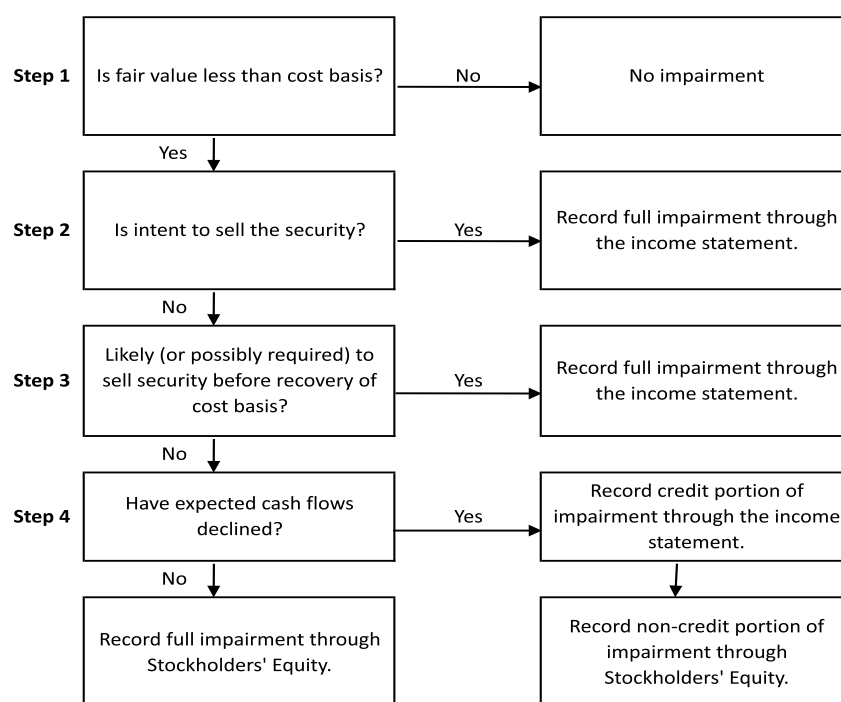 Step 1
Is fair value less than cost basis?
No
No impairment
Yes
Step 2
Is intent to sell the security?
Yes
Record full impairment through
the income statement.
No
Step 3
Likely (or possibly required) to
sell security before recovery of
cost basis?
Yes
Record full impairment through
the income statement.
No
Step 4
Have expected cash flows
declined?
Yes
Record credit portion of
impairment through the income
statement.
No
Record full impairment through
Stockholders' Equity.
Record non-credit portion of
impairment through
Stockholders' Equity.